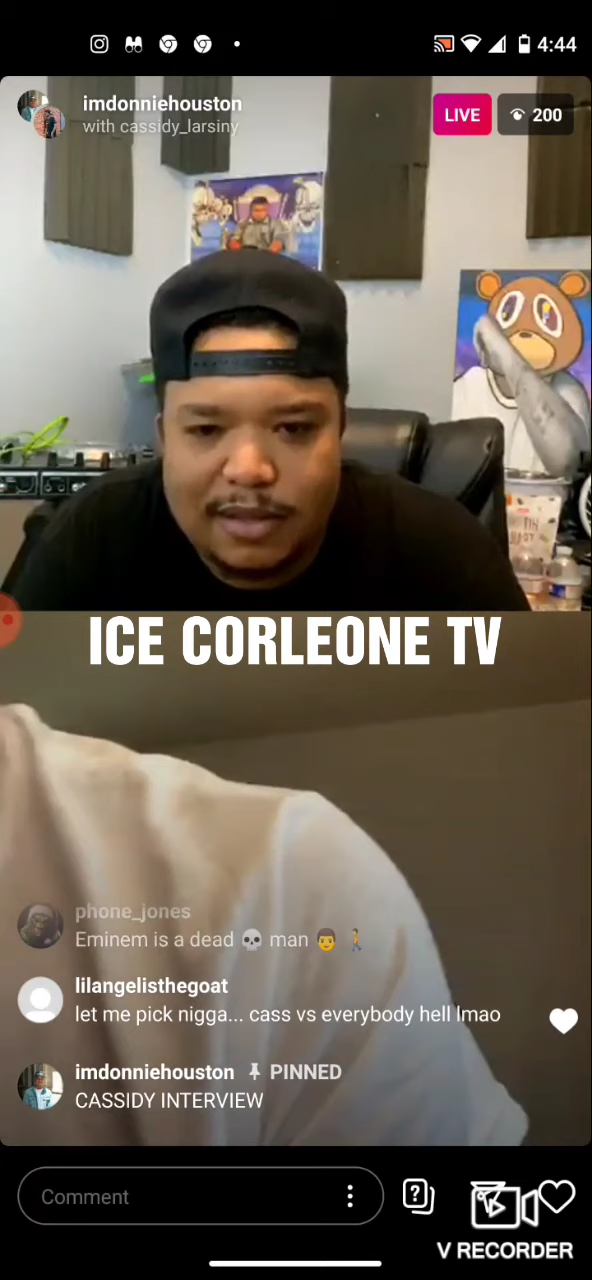 4:44
imdonniehouston
with cassidy_larsiny
LIVE
200
ICE CORLEONE TV
phone_jones
Eminem is a dead 💀 man 👨 🚶
lilangelisthegoat
let me pick nigga... cass vs everybody hell lmao
imdonniehouston PINNED
CASSIDY INTERVIEW
Comment
V RECORDER